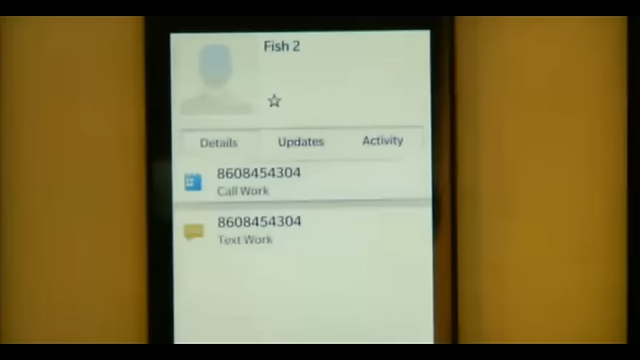 Fish 2
Details Updates Activity
8608454304
Call Work
8608454304
Text Work